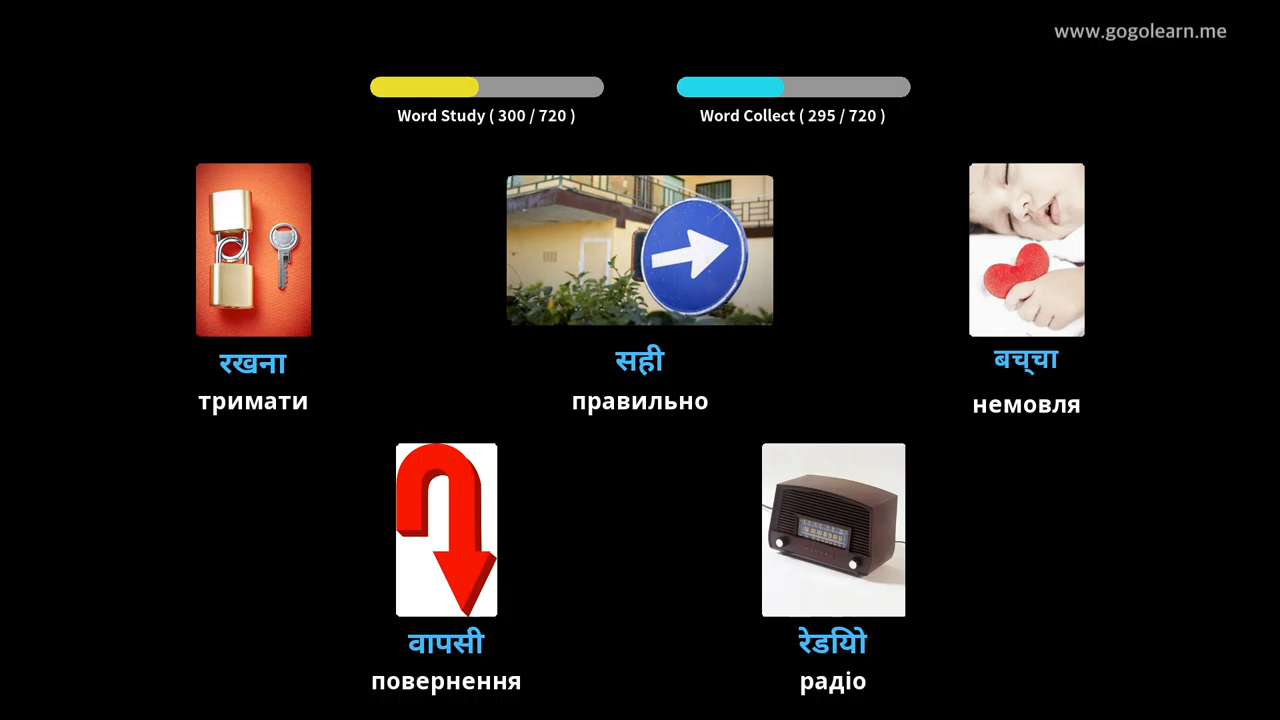 www.gogolearn.me
Word Study ( 300 / 720 )
Word Collect ( 295 / 720 )
रखना
सही
बच्‌चा
тримати
правильно
немовля
वापसी
रेडियो
повернення
радіо